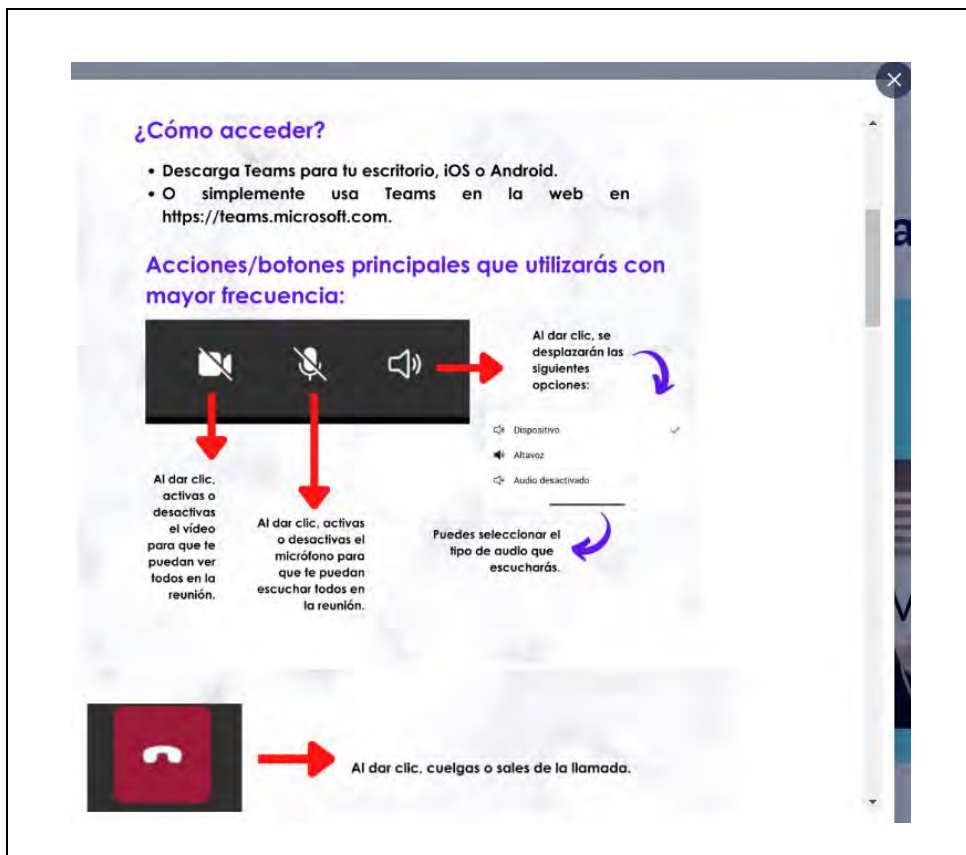 ¿Cómo acceder?
• Descarga Teams para tu escritorio, iOS o Android.
• O simplemente usa Teams en la web en
https://teams.microsoft.com.
Acciones/botones principales que utilizarás con
mayor frecuencia:
Al dar clic, se
desplazarán las
siguientes
opciones:
Dispositivo
Altavoz
Audio desactivado
Al dar clic,
activas o
desactivas
el vídeo
para que te
puedan ver
todos en la
reunión.
Al dar clic, activas
o desactivas el
micrófono para
que te puedan
escuchar todos en
la reunión.
Puedes seleccionar el
tipo de audio que
escucharás.
Al dar clic, cuelgas o sales de la llamada.